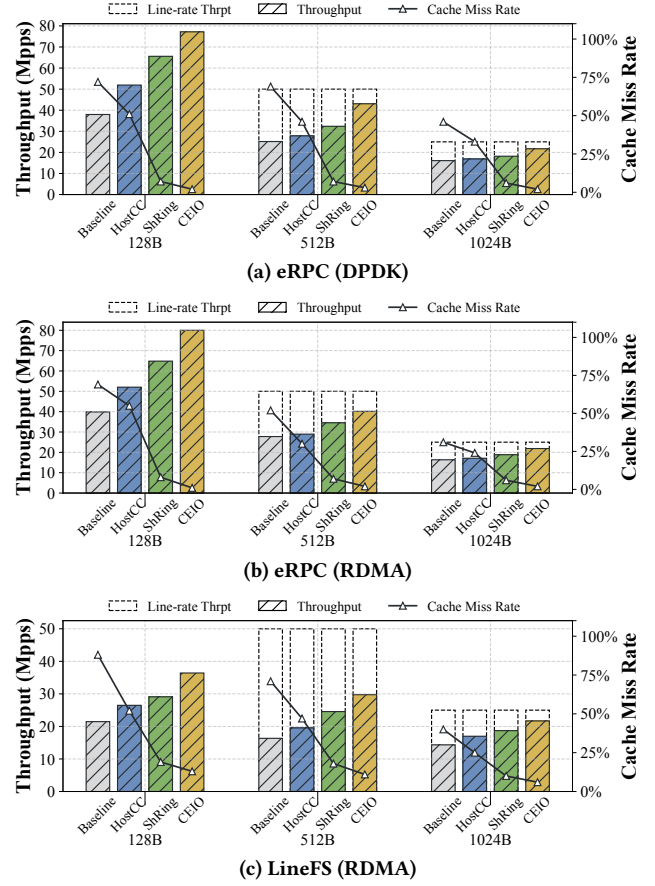 Line-rate Thrpt Throughput Cache Miss Rate
Throughput (Mpps)
80
70
60
50
40
30
20
10
0
100%
75%
50%
25%
0%
Cache Miss Rate
Baseline HostCC ShRing CEIO Baseline HostCC ShRing CEIO Baseline HostCC ShRing CEIO
128B 512B 1024B
(a) eRPC (DPDK)
Line-rate Thrpt Throughput Cache Miss Rate
Throughput (Mpps)
80
70
60
50
40
30
20
10
0
100%
75%
50%
25%
0%
Cache Miss Rate
Baseline HostCC ShRing CEIO Baseline HostCC ShRing CEIO Baseline HostCC ShRing CEIO
128B 512B 1024B
(b) eRPC (RDMA)
Line-rate Thrpt Throughput Cache Miss Rate
Throughput (Mpps)
50
40
30
20
10
0
100%
75%
50%
25%
0%
Cache Miss Rate
Baseline HostCC ShRing CEIO Baseline HostCC ShRing CEIO Baseline HostCC ShRing CEIO
128B 512B 1024B
(c) LineFS (RDMA)